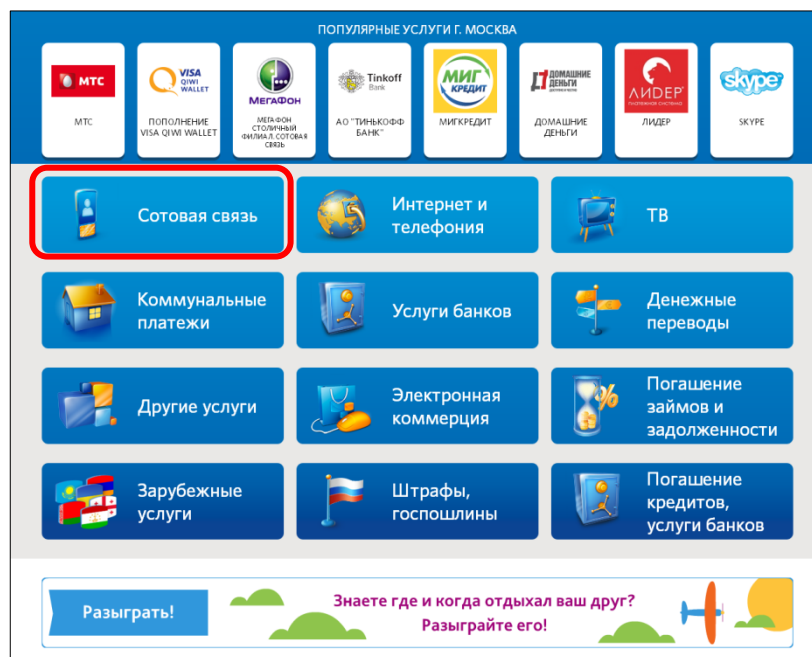 ПОПУЛЯРНЫЕ УСЛУГИ Г. МОСКВА
МТС
VISA
QIWI
WALLET
МЕГАФОН
Tinkoff
Bank
МИГ
КРЕДИТ
ДОМАШНИЕ
ДЕНЬГИ
ЛИДЕР
ПЛАТЕЖНАЯ СИСТЕМА
skype
МТС
ПОПОЛНЕНИЕ
VISA QIWI WALLET
МЕГАФОН
СТОЛИЧНЫЙ
ФИЛИАЛ. СОТОВАЯ
СВЯЗЬ
АО "ТИНЬКОФФ
БАНК"
МИГКРЕДИТ
ДОМАШНИЕ
ДЕНЬГИ
ЛИДЕР
SKYPE
Сотовая связь
Интернет и
телефония
ТВ
Коммунальные
платежи
Услуги банков
Денежные
переводы
Другие услуги
Электронная
коммерция
%
Погашение
займов и
задолженности
Зарубежные
услуги
Штрафы,
госпошлины
Погашение
кредитов,
услуги банков
Разыграть!
Знаете где и когда отдыхал ваш друг?
Разыграйте его!